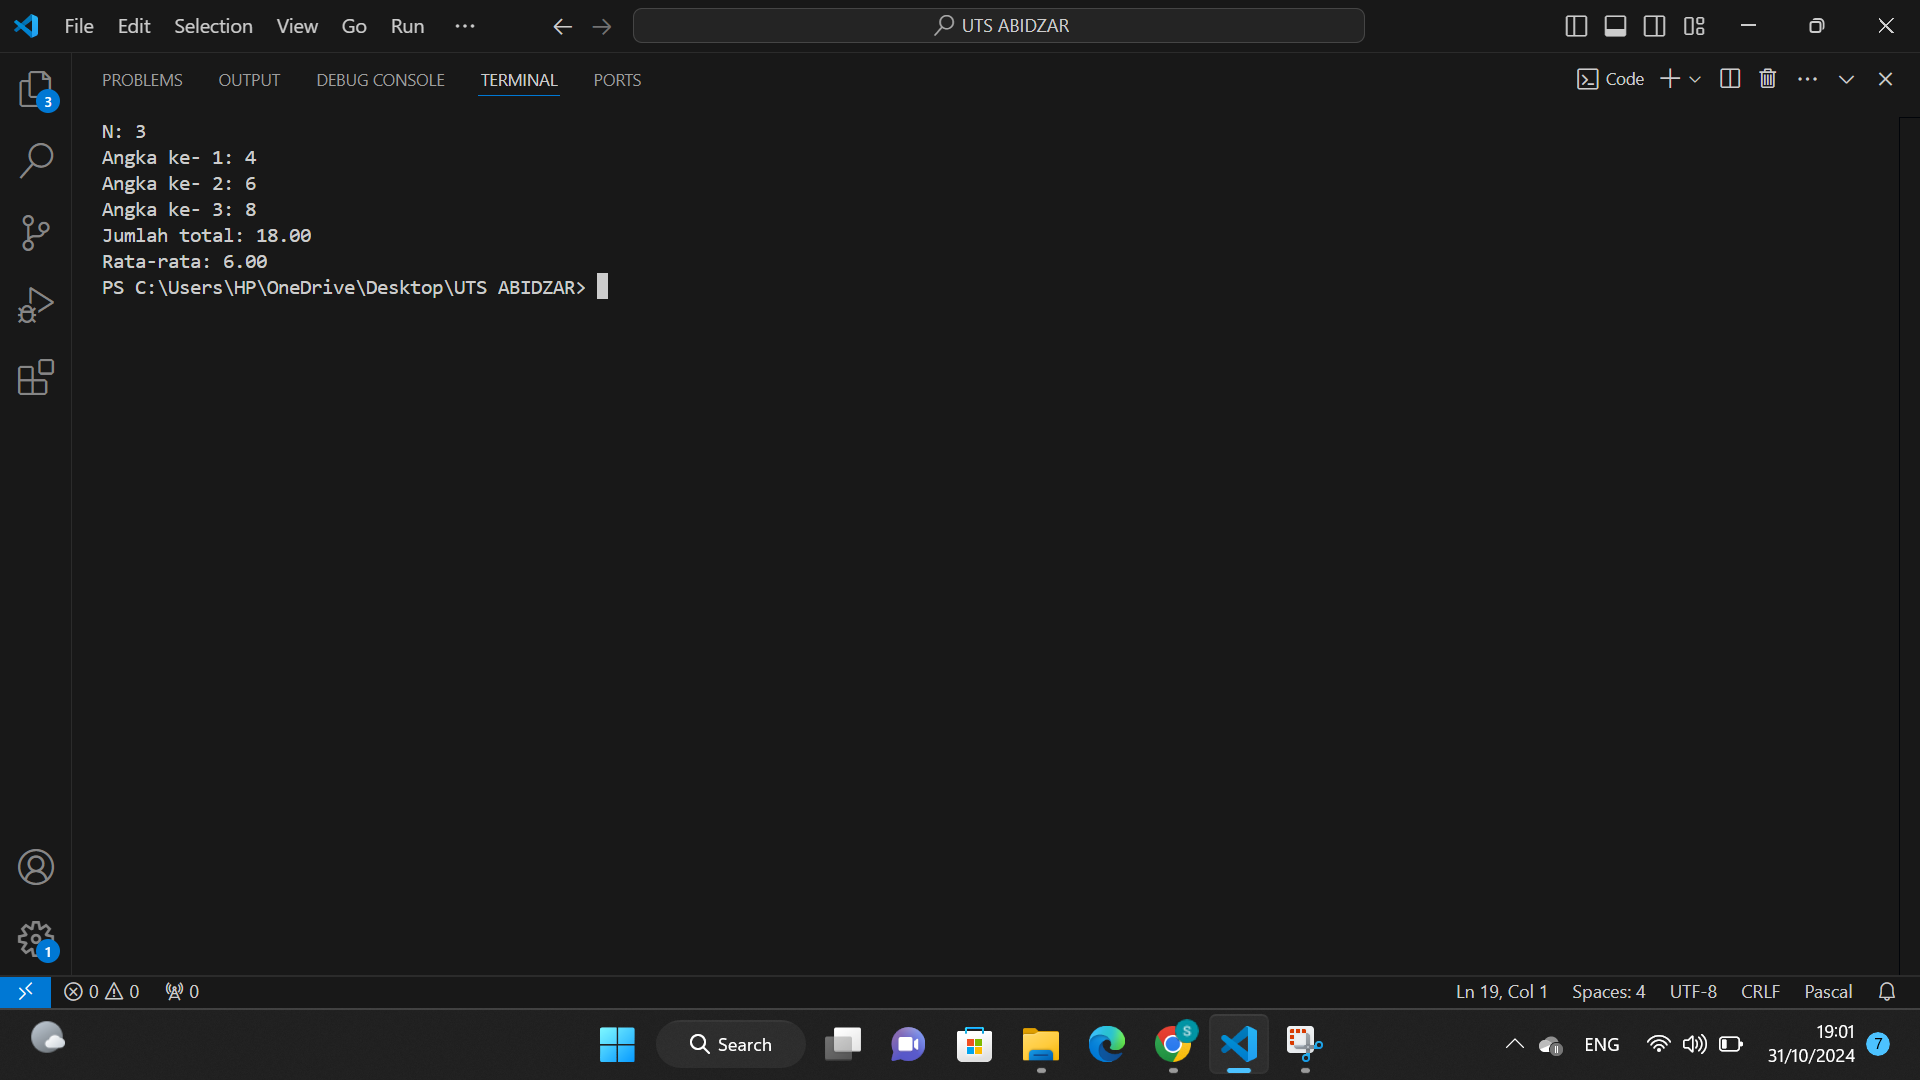 File Edit Selection View Go Run ...
UTS ABIDZAR
PROBLEMS OUTPUT DEBUG CONSOLE TERMINAL PORTS
Code
3
N: 3
Angka ke- 1: 4
Angka ke- 2: 6
Angka ke- 3: 8
Jumlah total: 18.00
Rata-rata: 6.00
PS C:\Users\HP\OneDrive\Desktop\UTS ABIDZAR>
1
0 0 0
Ln 19, Col 1 Spaces: 4 UTF-8 CRLF Pascal
Search
S
ENG
19:01
31/10/2024
7